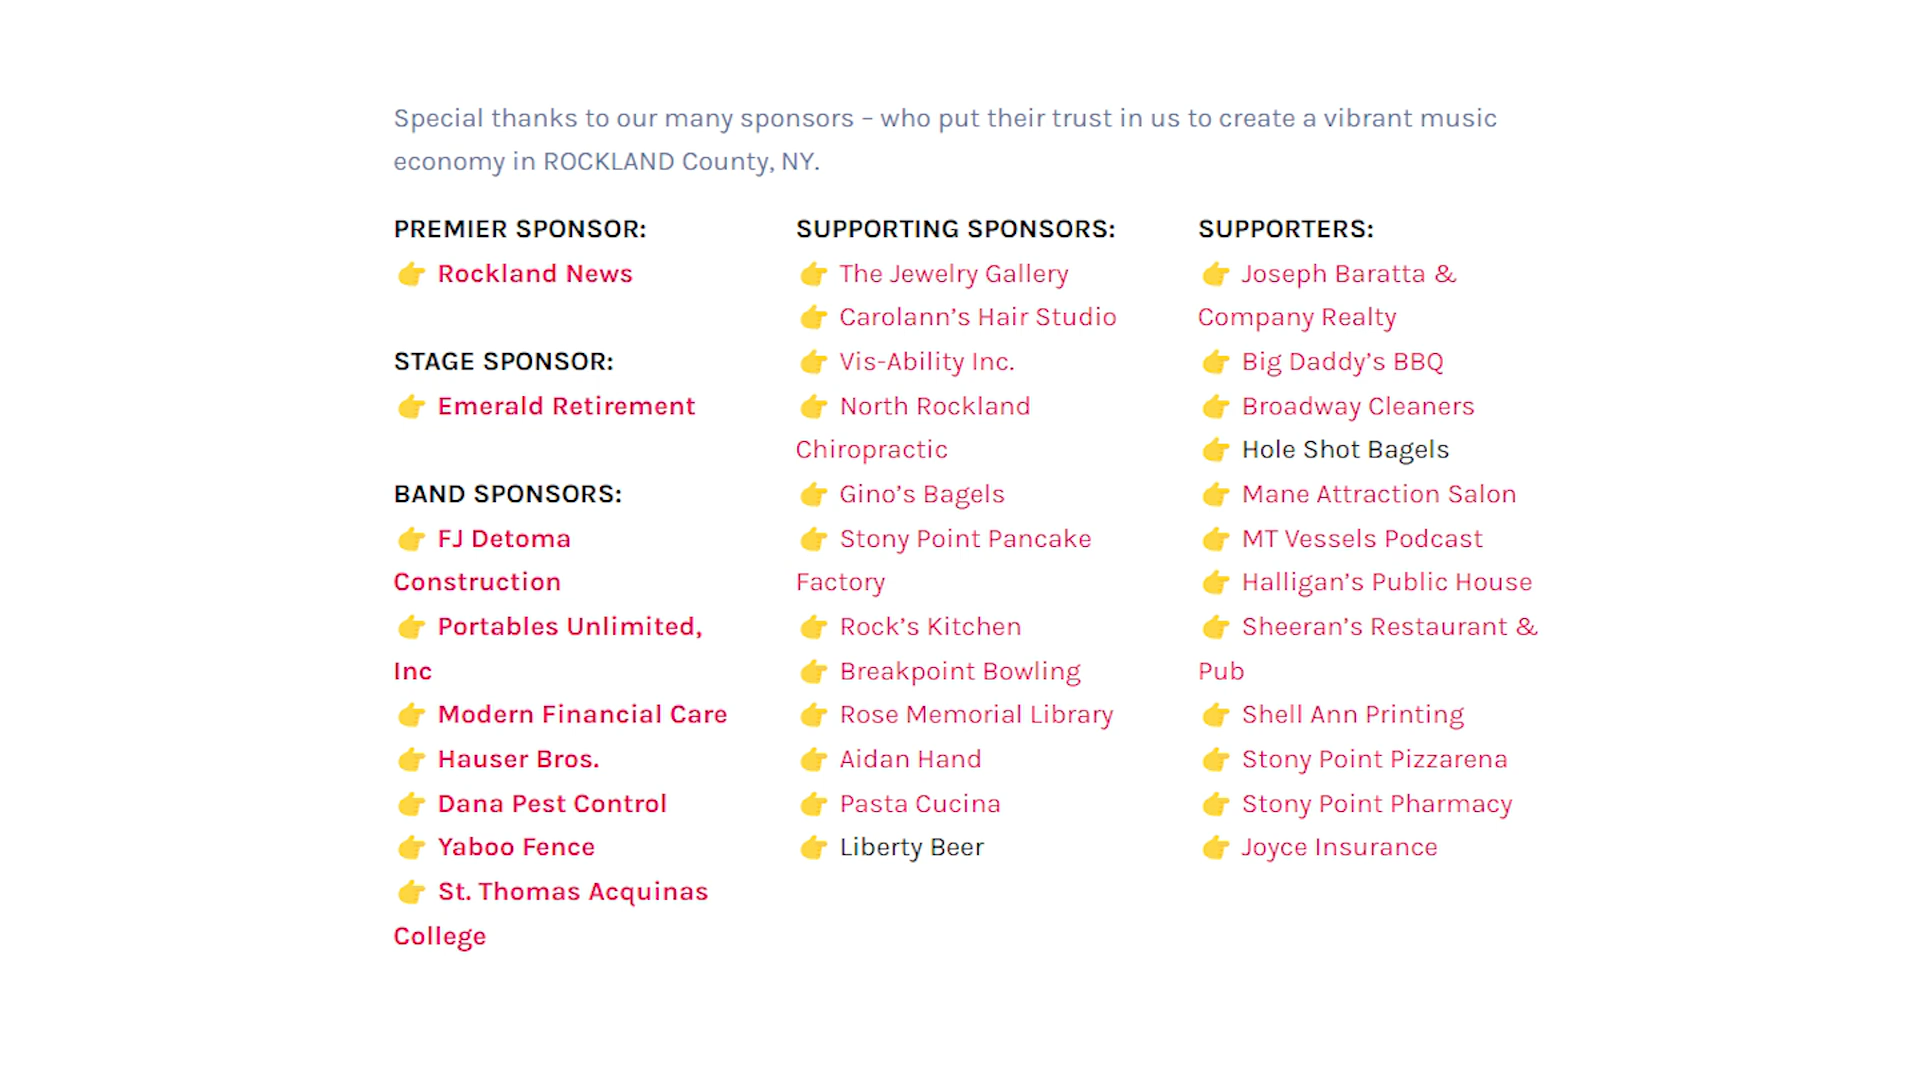 Special thanks to our many sponsors – who put their trust in us to create a vibrant music
economy in ROCKLAND County, NY.
PREMIER SPONSOR:
👉 Rockland News
STAGE SPONSOR:
👉 Emerald Retirement
BAND SPONSORS:
👉 FJ Detoma
Construction
👉 Portables Unlimited,
Inc
👉 Modern Financial Care
👉 Hauser Bros.
👉 Dana Pest Control
👉 Yaboo Fence
👉 St. Thomas Acquinas
College
SUPPORTING SPONSORS:
👉 The Jewelry Gallery
👉 Carolann’s Hair Studio
👉 Vis-Ability Inc.
👉 North Rockland
Chiropractic
👉 Gino’s Bagels
👉 Stony Point Pancake
Factory
👉 Rock’s Kitchen
👉 Breakpoint Bowling
👉 Rose Memorial Library
👉 Aidan Hand
👉 Pasta Cucina
👉 Liberty Beer
SUPPORTERS:
👉 Joseph Baratta &
Company Realty
👉 Big Daddy’s BBQ
👉 Broadway Cleaners
👉 Hole Shot Bagels
👉 Mane Attraction Salon
👉 MT Vessels Podcast
👉 Halligan’s Public House
👉 Sheeran’s Restaurant &
Pub
👉 Shell Ann Printing
👉 Stony Point Pizzarena
👉 Stony Point Pharmacy
👉 Joyce Insurance